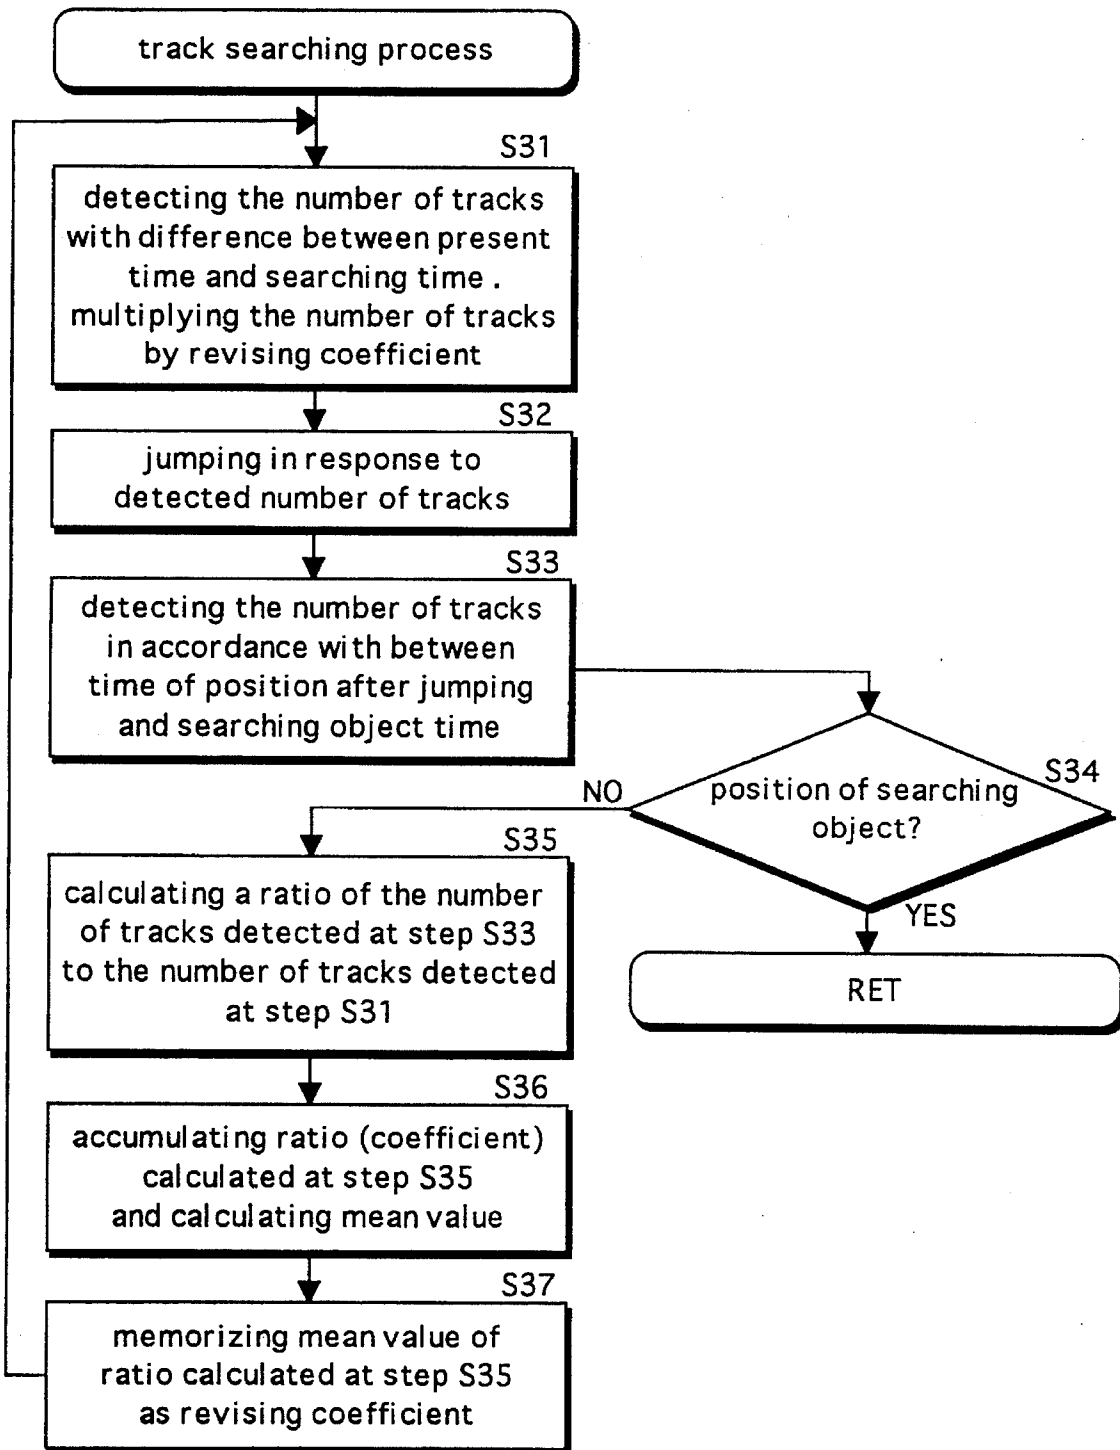 track searching process
S31
detecting the number of tracks
with difference between present
time and searching time .
multiplying the number of tracks
by revising coefficient
S32
jumping in response to
detected number of tracks
S33
detecting the number of tracks
in accordance with between
time of position after jumping
and searching object time
S34
position of searching
object?
NO
YES
RET
S35
calculating a ratio of the number
of tracks detected at step S33
to the number of tracks detected
at step S31
S36
accumulating ratio (coefficient)
calculated at step S35
and calculating mean value
S37
memorizing mean value of
ratio calculated at step S35
as revising coefficient